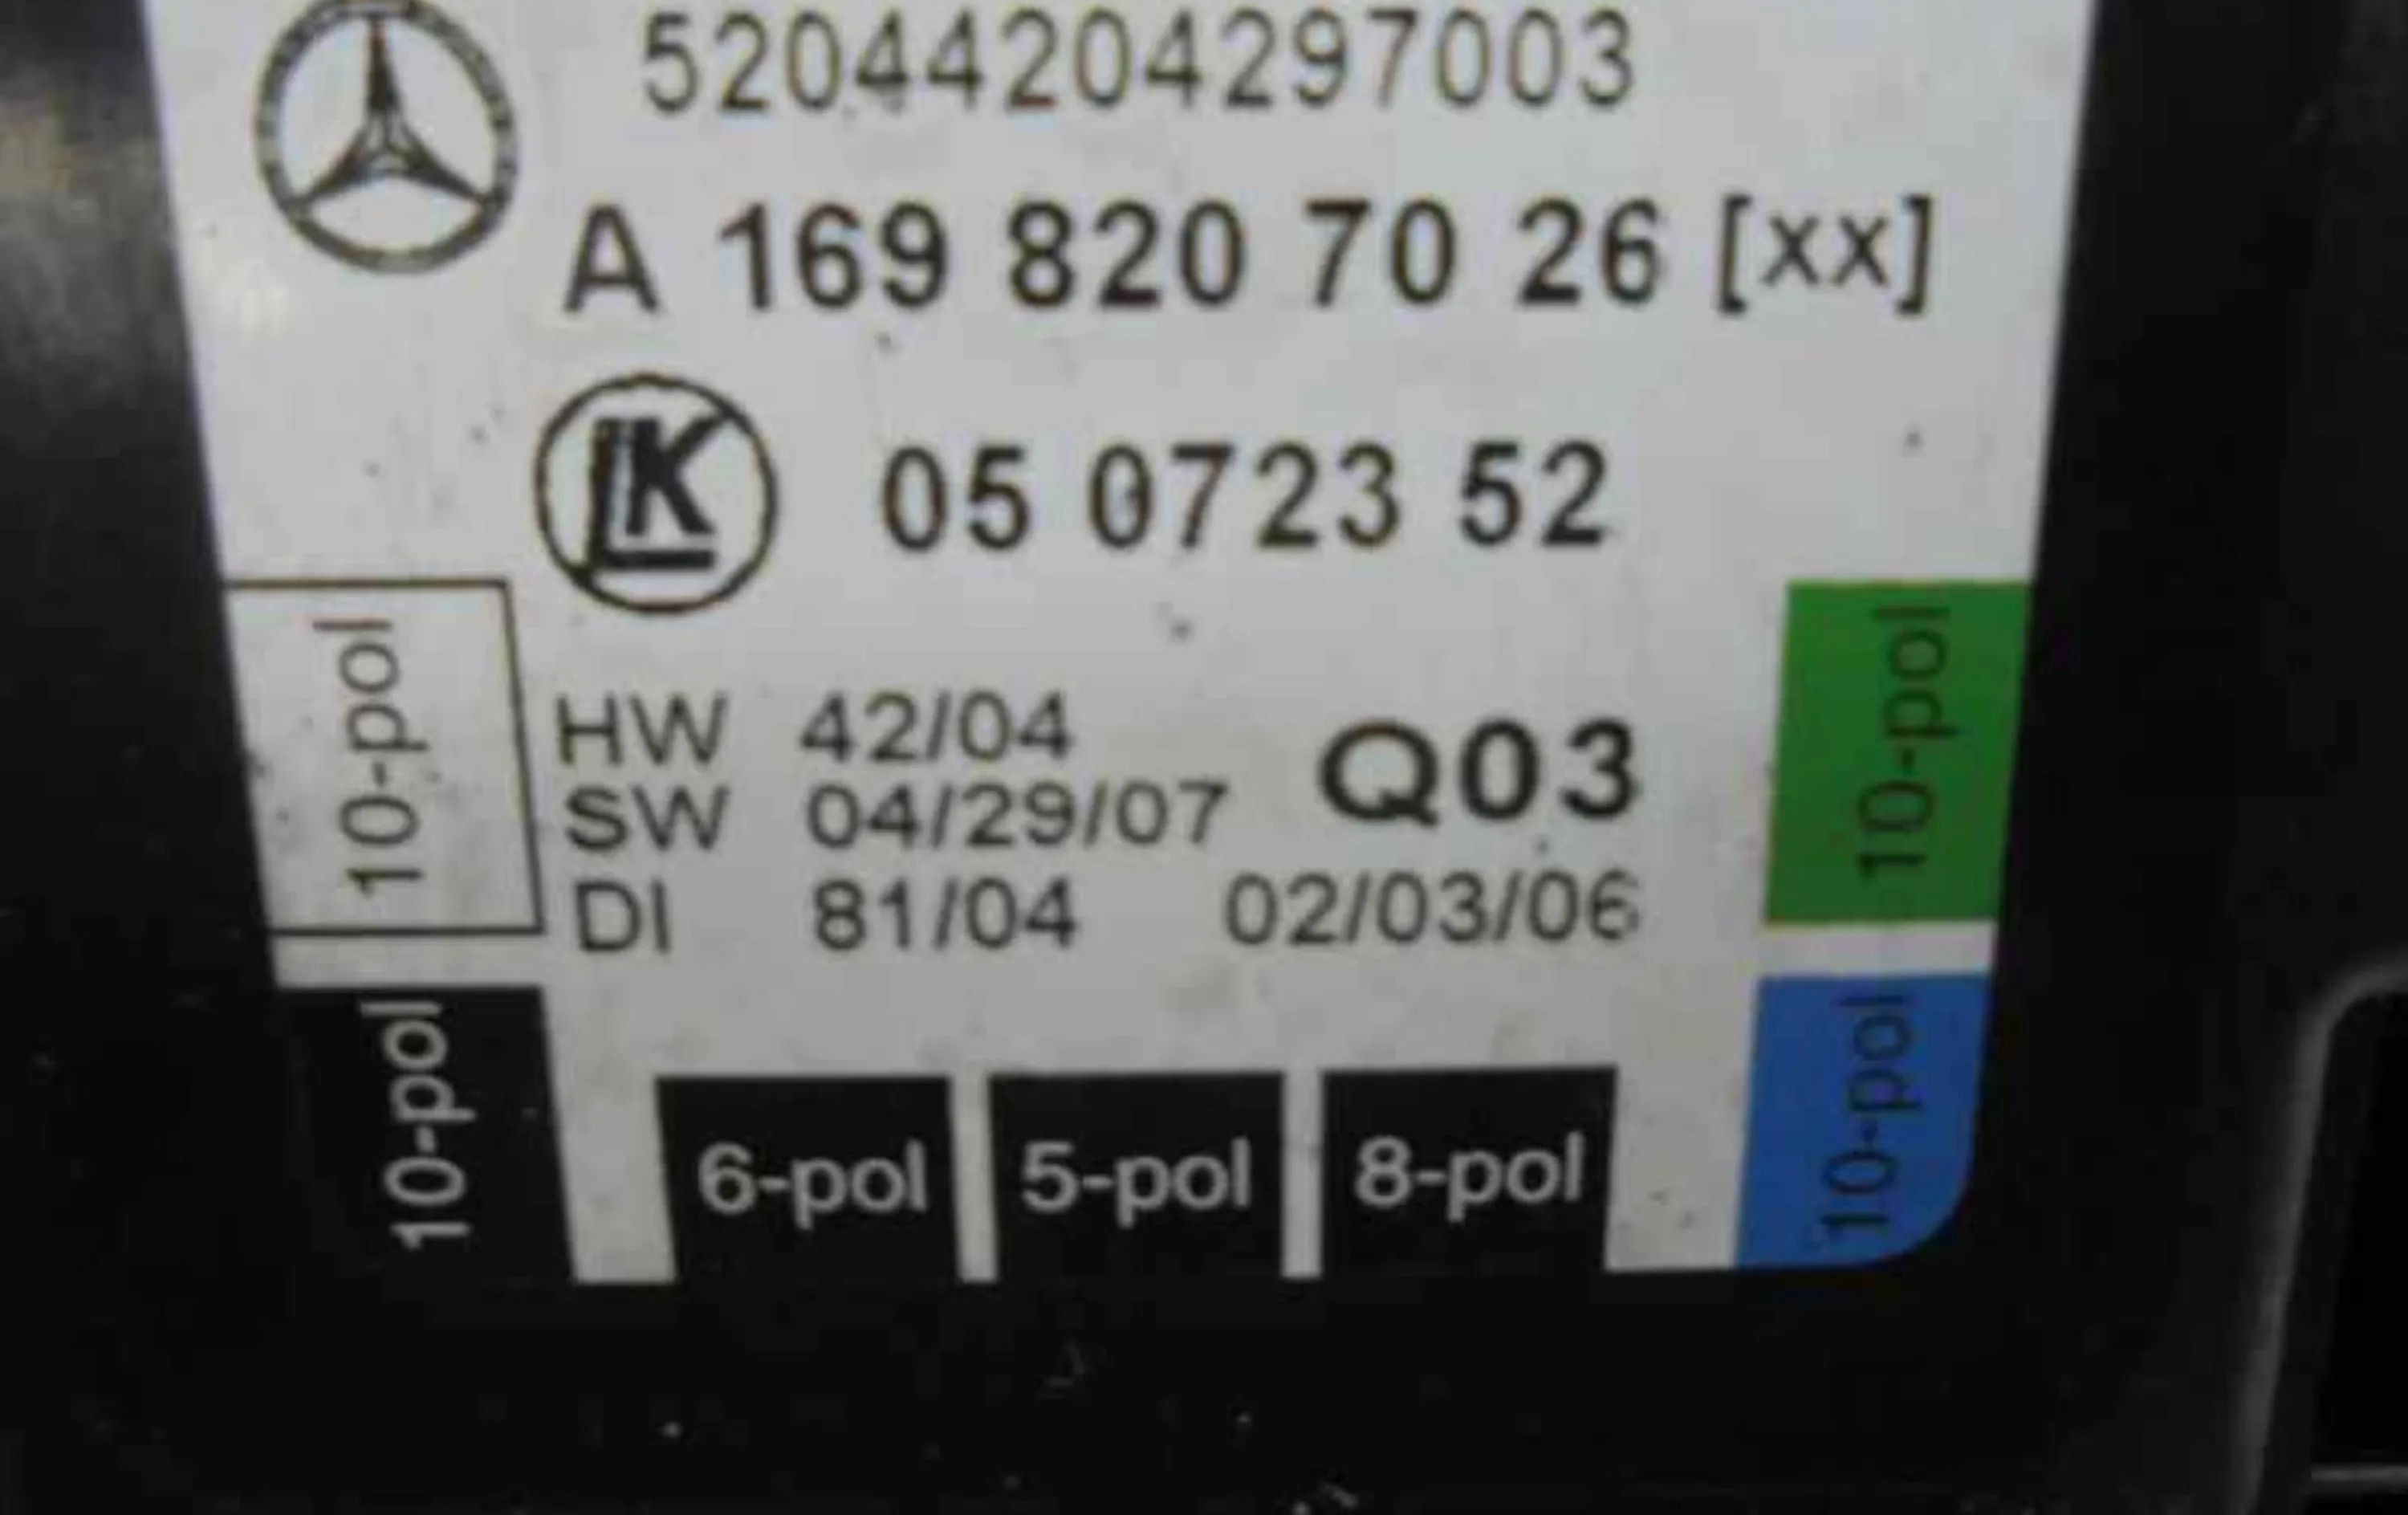 52044204297003
A 169 820 70 26 [xx]
LK 05 0723 52
10-pol
HW 42/04
SW 04/29/07 Q03
DI 81/04 02/03/06
10-pol
10-pol
6-pol 5-pol 8-pol
10-pol